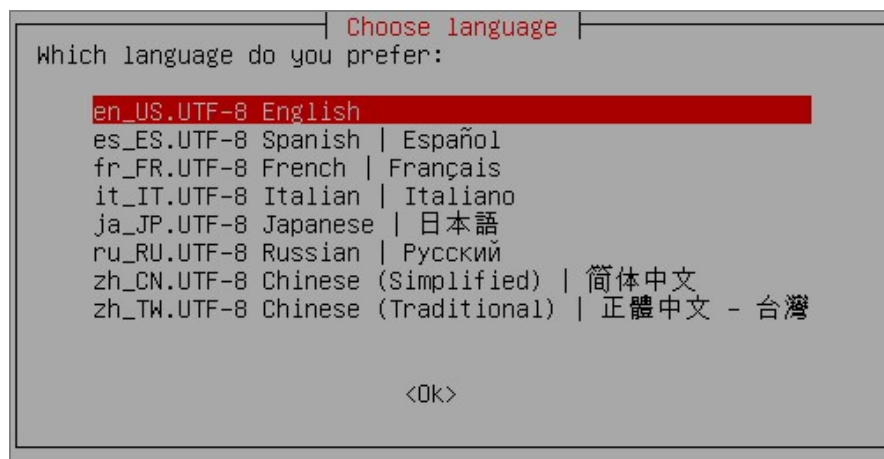 Choose language
Which language do you prefer:
en_US.UTF-8 English
es_ES.UTF-8 Spanish | Español
fr_FR.UTF-8 French | Français
it_IT.UTF-8 Italian | Italiano
ja_JP.UTF-8 Japanese | 日本語
ru_RU.UTF-8 Russian | Русский
zh_CN.UTF-8 Chinese (Simplified) | 简体中文
zh_TW.UTF-8 Chinese (Traditional) | 正體中文 - 台灣
<Ok>